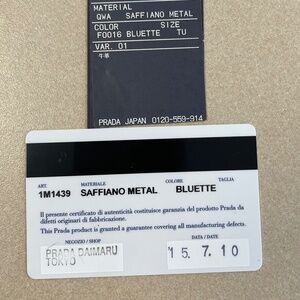 MATERIAL
QWA SAFFIANO METAL
COLOR SIZE
F0016 BLUETTE TU
VAR. 01
牛革
PRADA JAPAN 0120-559-914
ART. MATERIALE COLORE TAGLIA
1M1439 SAFFIANO METAL BLUETTE
Il presente certificato di autenticità costituisce garanzia del prodotto Prada da
difetti originari di fabbricazione.
This Prada product is granted a guarantee covering all manufacturing defects.
NEGOZIO / SHOP DATA / DATE
PRADA DAIMARU
TOKYO
'15. 7. 10